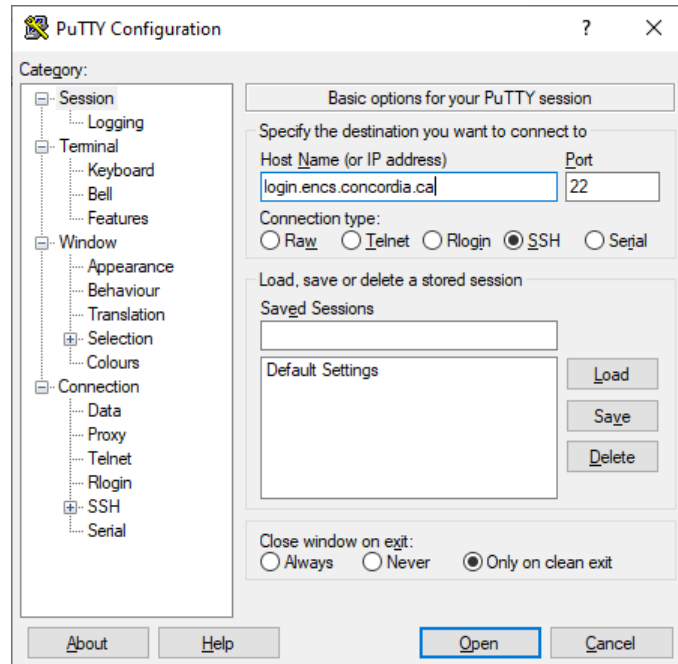 PuTTY Configuration
?
Category:
Session
Logging
Terminal
Keyboard
Bell
Features
Window
Appearance
Behaviour
Translation
Selection
Colours
Connection
Data
Proxy
Telnet
Rlogin
SSH
Serial
Basic options for your PuTTY session
Specify the destination you want to connect to
Host Name (or IP address) Port
login.encs.concordia.ca 22
Connection type:
Raw Telnet Rlogin SSH Serial
Load, save or delete a stored session
Saved Sessions
Default Settings
Load
Save
Delete
Close window on exit:
Always Never Only on clean exit
About Help Open Cancel